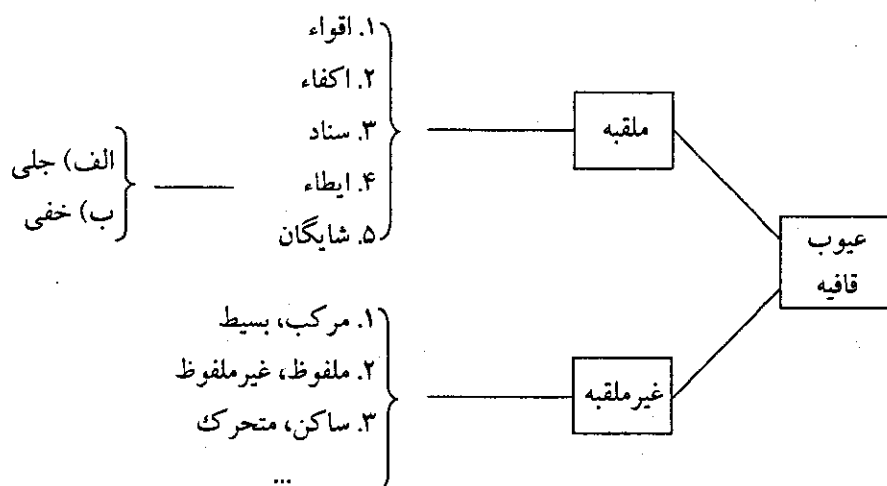 عیوب
قافیه
ملقبه
۱. اقواء
۲. اکفاء
۳. سناد
۴. ایطاء
۵. شایگان
الف) جلی
ب) خفی
غیرملقبه
۱. مرکب، بسیط
۲. ملفوظ، غیرملفوظ
۳. ساکن، متحرک
...